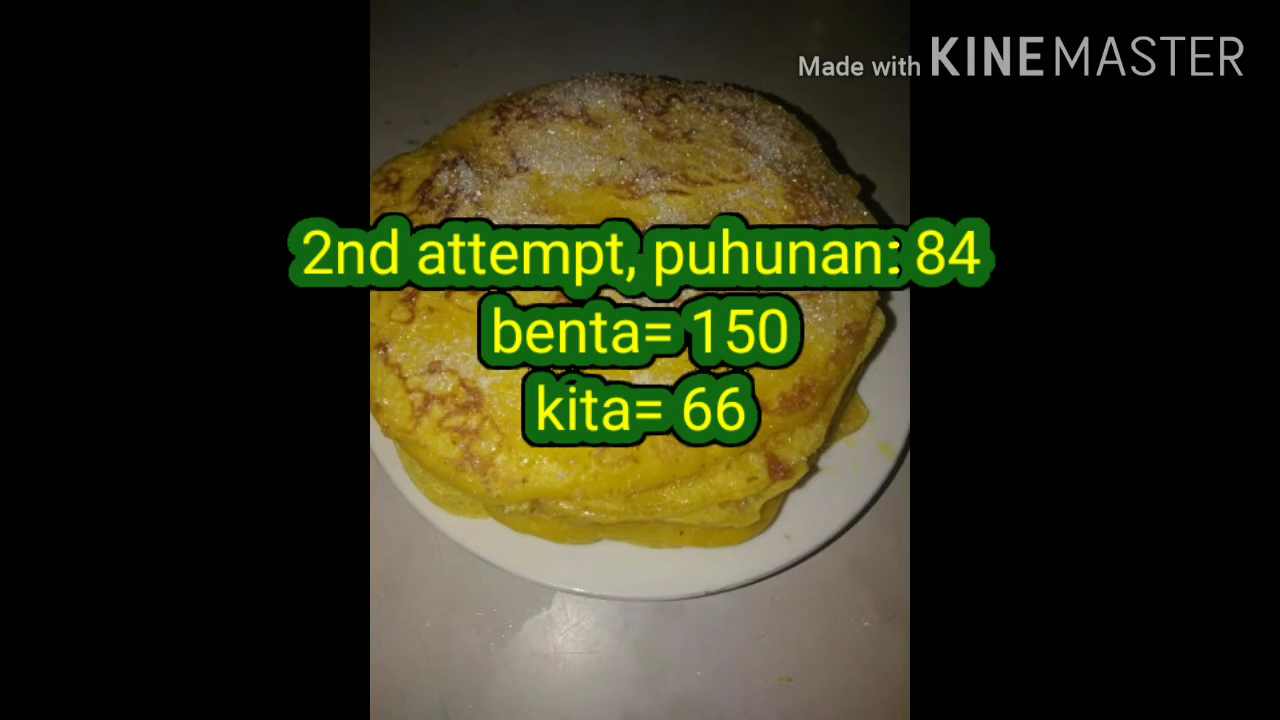 Made with KINEMASTER
2nd attempt, puhunan: 84
benta= 150
kita= 66